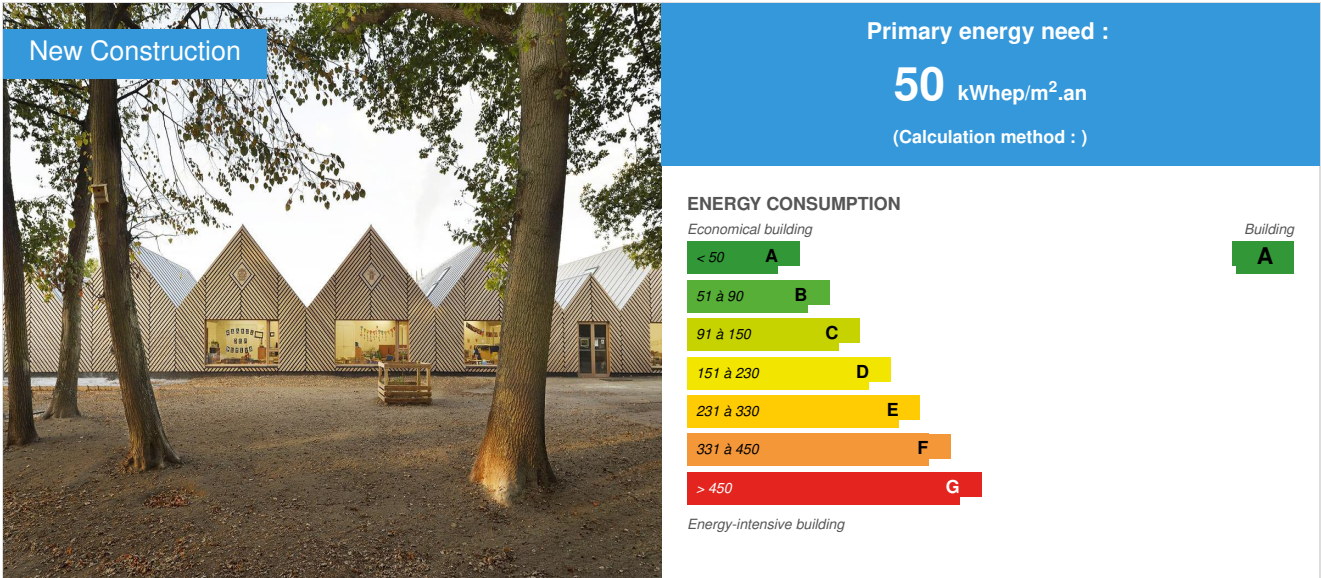 New Construction
Primary energy need :
50 kWhep/m².an
(Calculation method : )
ENERGY CONSUMPTION
Economical building
Building
< 50 A
A
51 à 90 B
91 à 150 C
151 à 230 D
231 à 330 E
331 à 450 F
> 450 G
Energy-intensive building